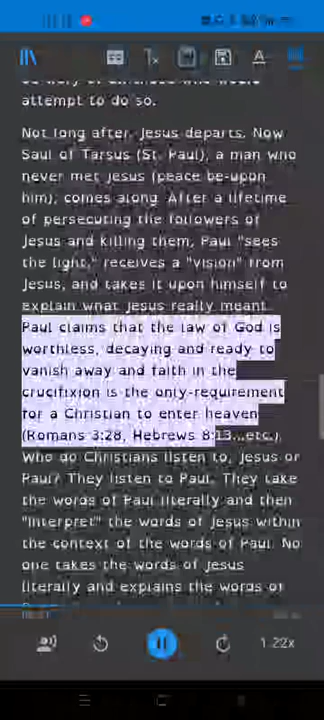 attempt to do so.
Not long after, Jesus departs. Now
Saul of Tarsus (St. Paul), a man who
never met Jesus (peace be-upon
him), comes along. After a lifetime
of persecuting the followers of
Jesus and killing them, Paul "sees
the light," receives a "vision" from
Jesus, and takes it upon himself to
explain what Jesus really meant.
Paul claims that the law of God is
worthless, decaying and ready to
vanish away and faith in the
crucifixion is the only-requirement
for a Christian to enter heaven
(Romans 3:28, Hebrews 8:13...etc.).
Who do Christians listen to, Jesus or
Paul? They listen to Paul. They take
the words of Paul literally and then
"interpret" the words of Jesus within
the context of the words of Paul. No
one takes the words of Jesus
literally and explains the words of
1.22x